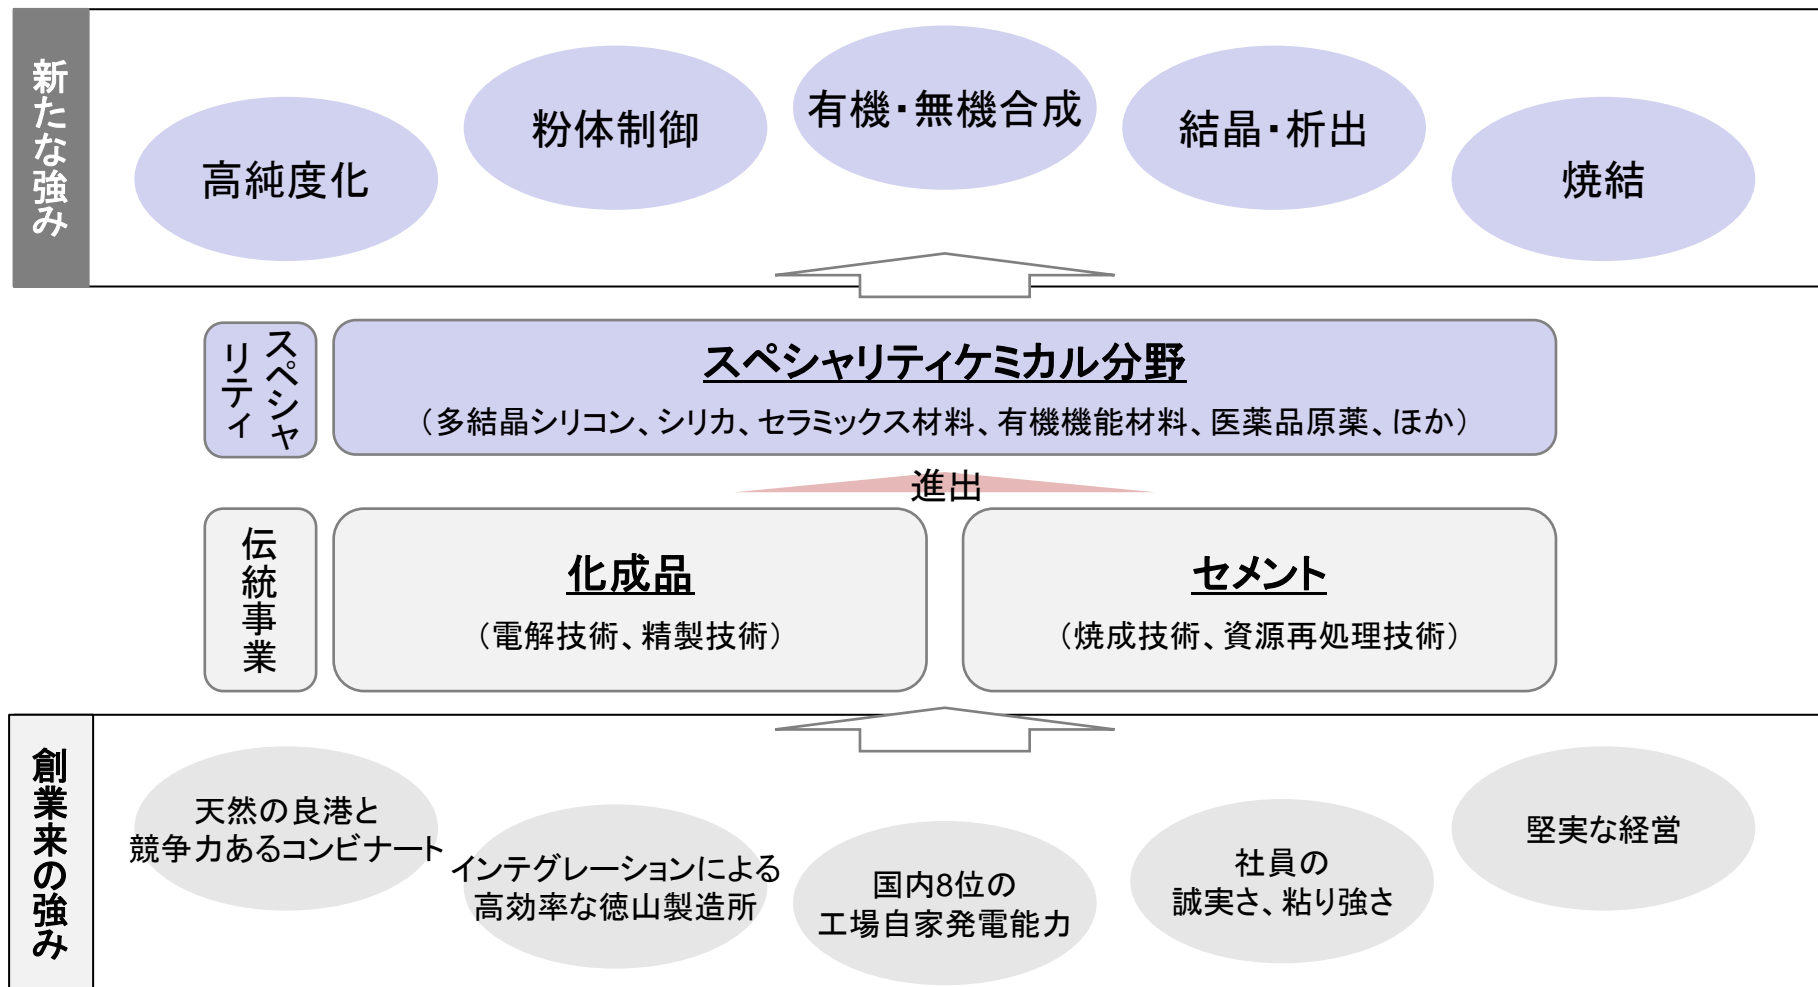 新たな強み
高純度化
粉体制御
有機・無機合成
結晶・析出
焼結
スペシャ
リティ
スペシャリティケミカル分野
（多結晶シリコン、シリカ、セラミックス材料、有機機能材料、医薬品原薬、ほか）
進出
伝統事業
化成品
（電解技術、精製技術）
セメント
（焼成技術、資源再処理技術）
創業来の強み
天然の良港と
競争力あるコンビナート
インテグレーションによる
高効率な徳山製造所
国内8位の
工場自家発電能力
社員の
誠実さ、粘り強さ
堅実な経営